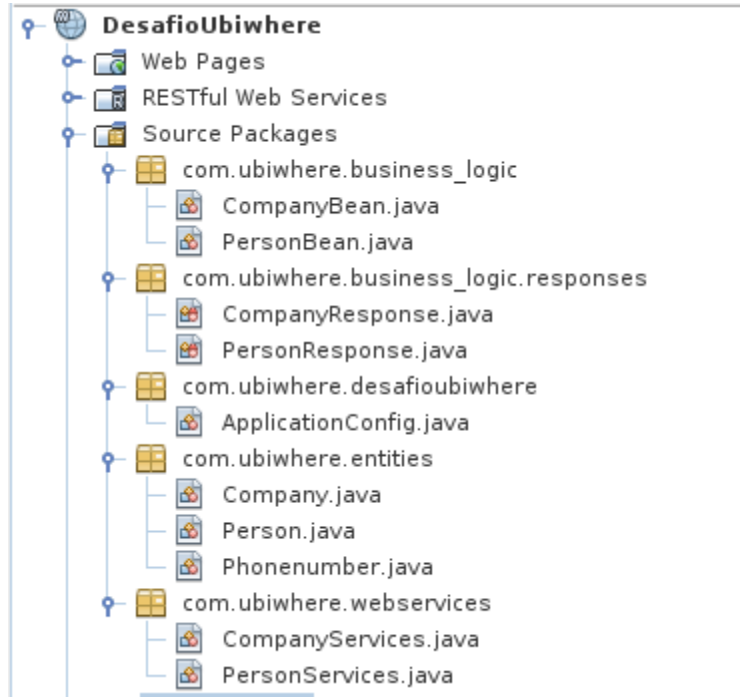 DesafioUbiwhere
Web Pages
RESTful Web Services
Source Packages
com.ubiwhere.business_logic
CompanyBean.java
PersonBean.java
com.ubiwhere.business_logic.responses
CompanyResponse.java
PersonResponse.java
com.ubiwhere.desafioubiwhere
ApplicationConfig.java
com.ubiwhere.entities
Company.java
Person.java
Phonenumber.java
com.ubiwhere.webservices
CompanyServices.java
PersonServices.java